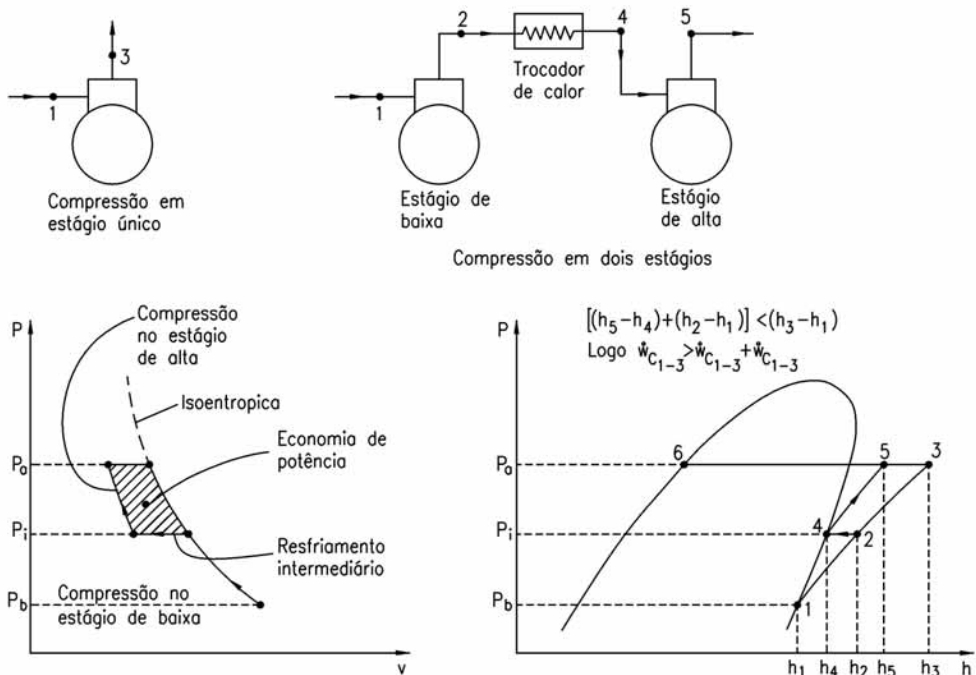 3
1
Compressão em
estágio único
1
2
Trocador
de calor
4
5
Estágio de
baixa
Estágio
de alta
Compressão em dois estágios
P
Compressão
no estágio
de alta
Isoentropica
Economia de
potência
Pa
Pi
Resfriamento
intermediário
Pb
Compressão no
estágio de baixa
v
[(h5-h4)+(h2-h1)] <(h3-h1)
Logo ẇC1-3>ẇC1-3+ẇC1-3
P
Pa
6
5
3
Pi
4
2
Pb
1
h1 h4 h2 h5 h3 h